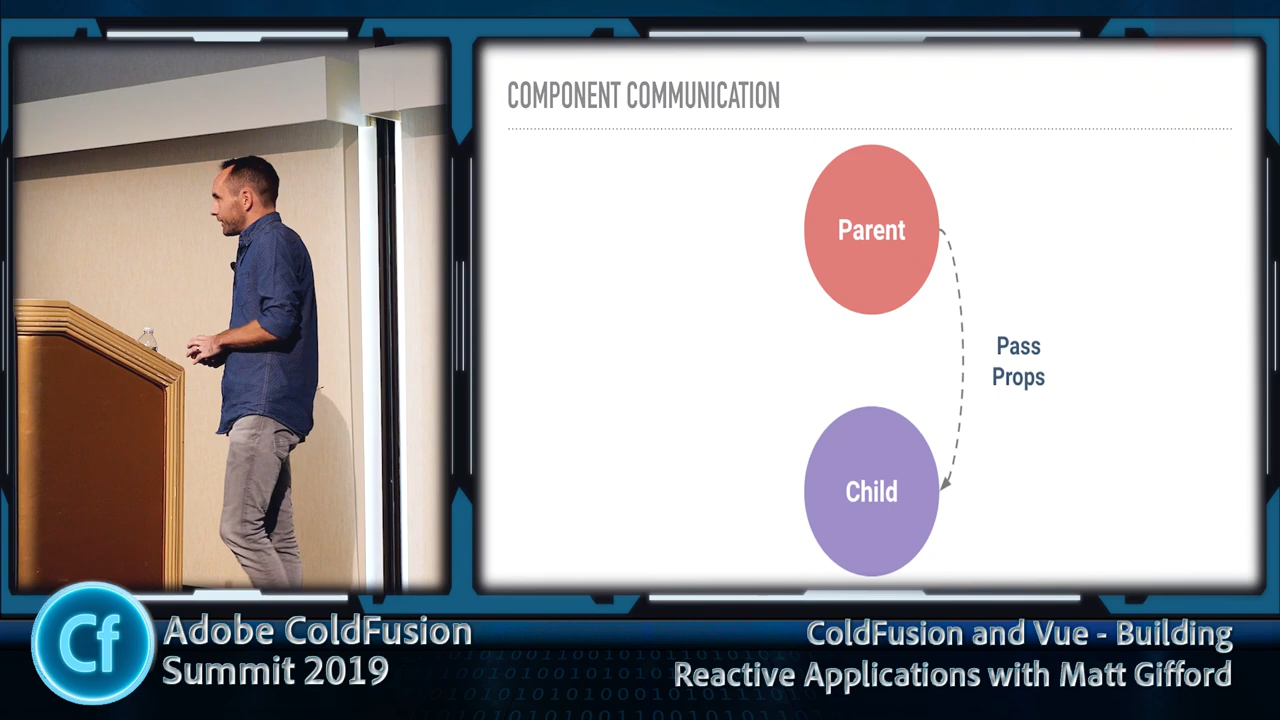 COMPONENT COMMUNICATION
Parent
Pass
Props
Child
Cf
Adobe ColdFusion
Summit 2019
ColdFusion and Vue - Building
Reactive Applications with Matt Gifford